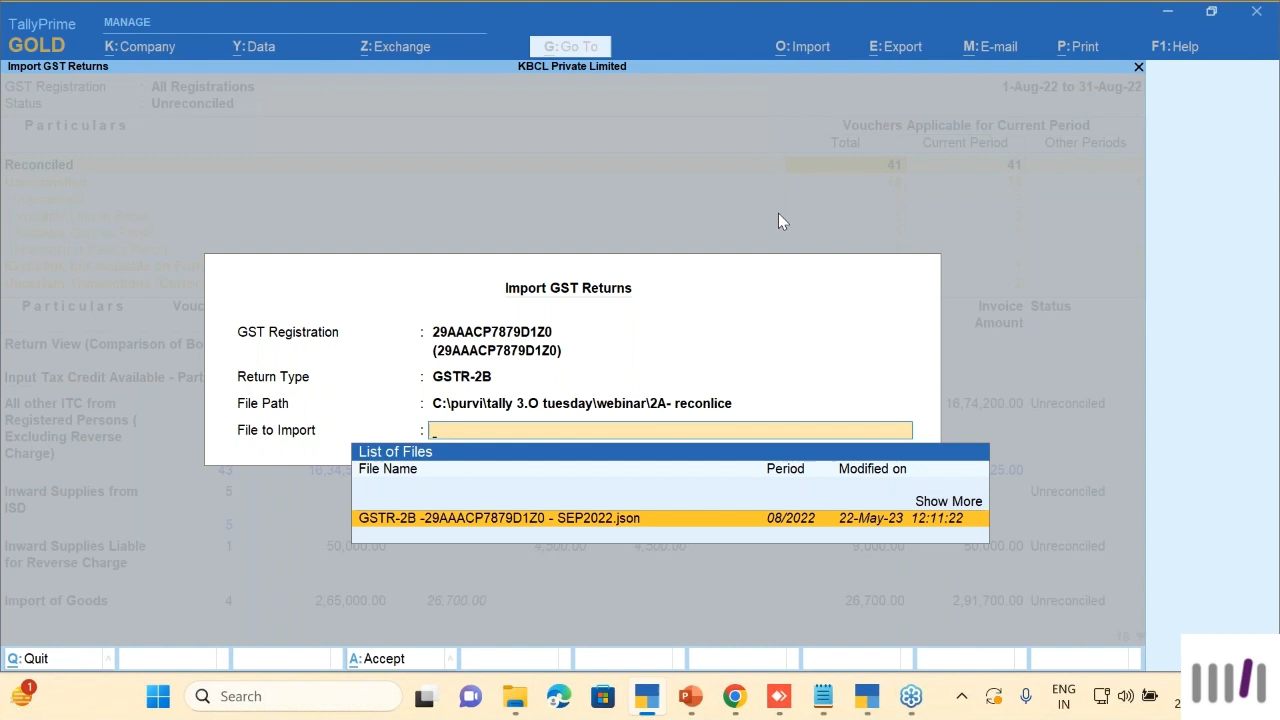 TallyPrime
MANAGE
GOLD
K:Company
Y:Data
Z:Exchange
G:Go To
O:Import
E:Export
M:E-mail
P:Print
F1:Help
Import GST Returns
KBCL Private Limited
GST Registration : All Registrations
1-Aug-22 to 31-Aug-22
Status : Unreconciled
Particulars
Vouchers Applicable for Current Period
Total Current Period Other Periods
Reconciled 41 41
Import GST Returns
Particulars
Invoice Amount
Status
GST Registration : 29AAACP7879D1Z0
(29AAACP7879D1Z0)
Return Type : GSTR-2B
File Path : C:\purvi\tally 3.O tuesday\webinar\2A- reconlice
File to Import :
List of Files
File Name Period Modified on
Show More
GSTR-2B -29AAACP7879D1Z0 - SEP2022.json 08/2022 22-May-23 12:11:22
Return View (Comparison of Bo
Input Tax Credit Available - Part
All other ITC from
Registered Persons (
Excluding Reverse
Charge)
16,74,200.00 Unreconciled
43
Inward Supplies from
ISD
5
Unreconciled
5
Inward Supplies Liable
for Reverse Charge
1 50,000.00 4,500.00 4,500.00 9,000.00 50,000.00 Unreconciled
Import of Goods 4 2,65,000.00 26,700.00 26,700.00 2,91,700.00 Unreconciled
Q:Quit
A:Accept
1
Search
ENG
IN